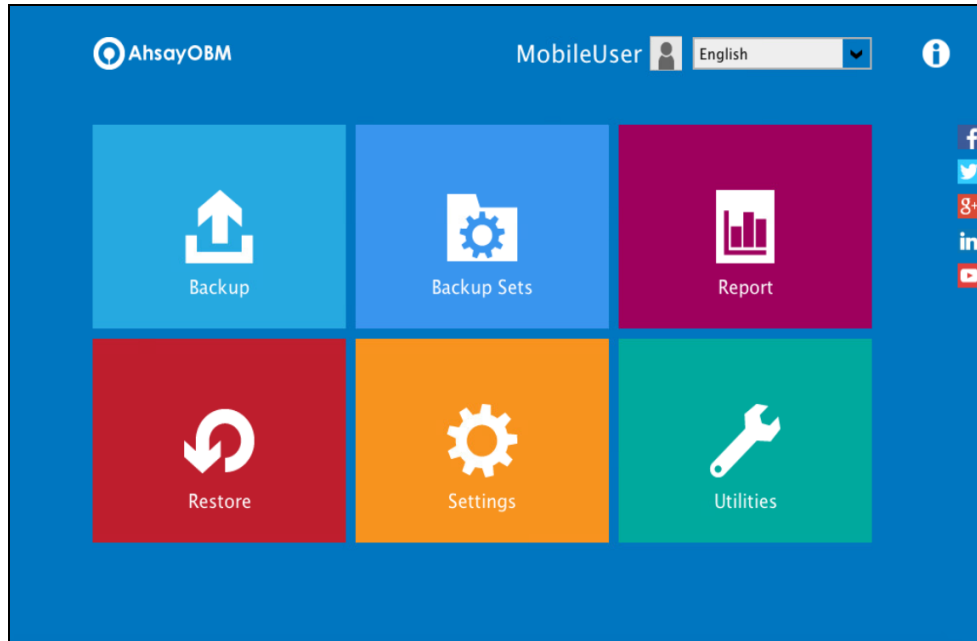 AhsayOBM
MobileUser
English
Backup
Backup Sets
Report
Restore
Settings
Utilities